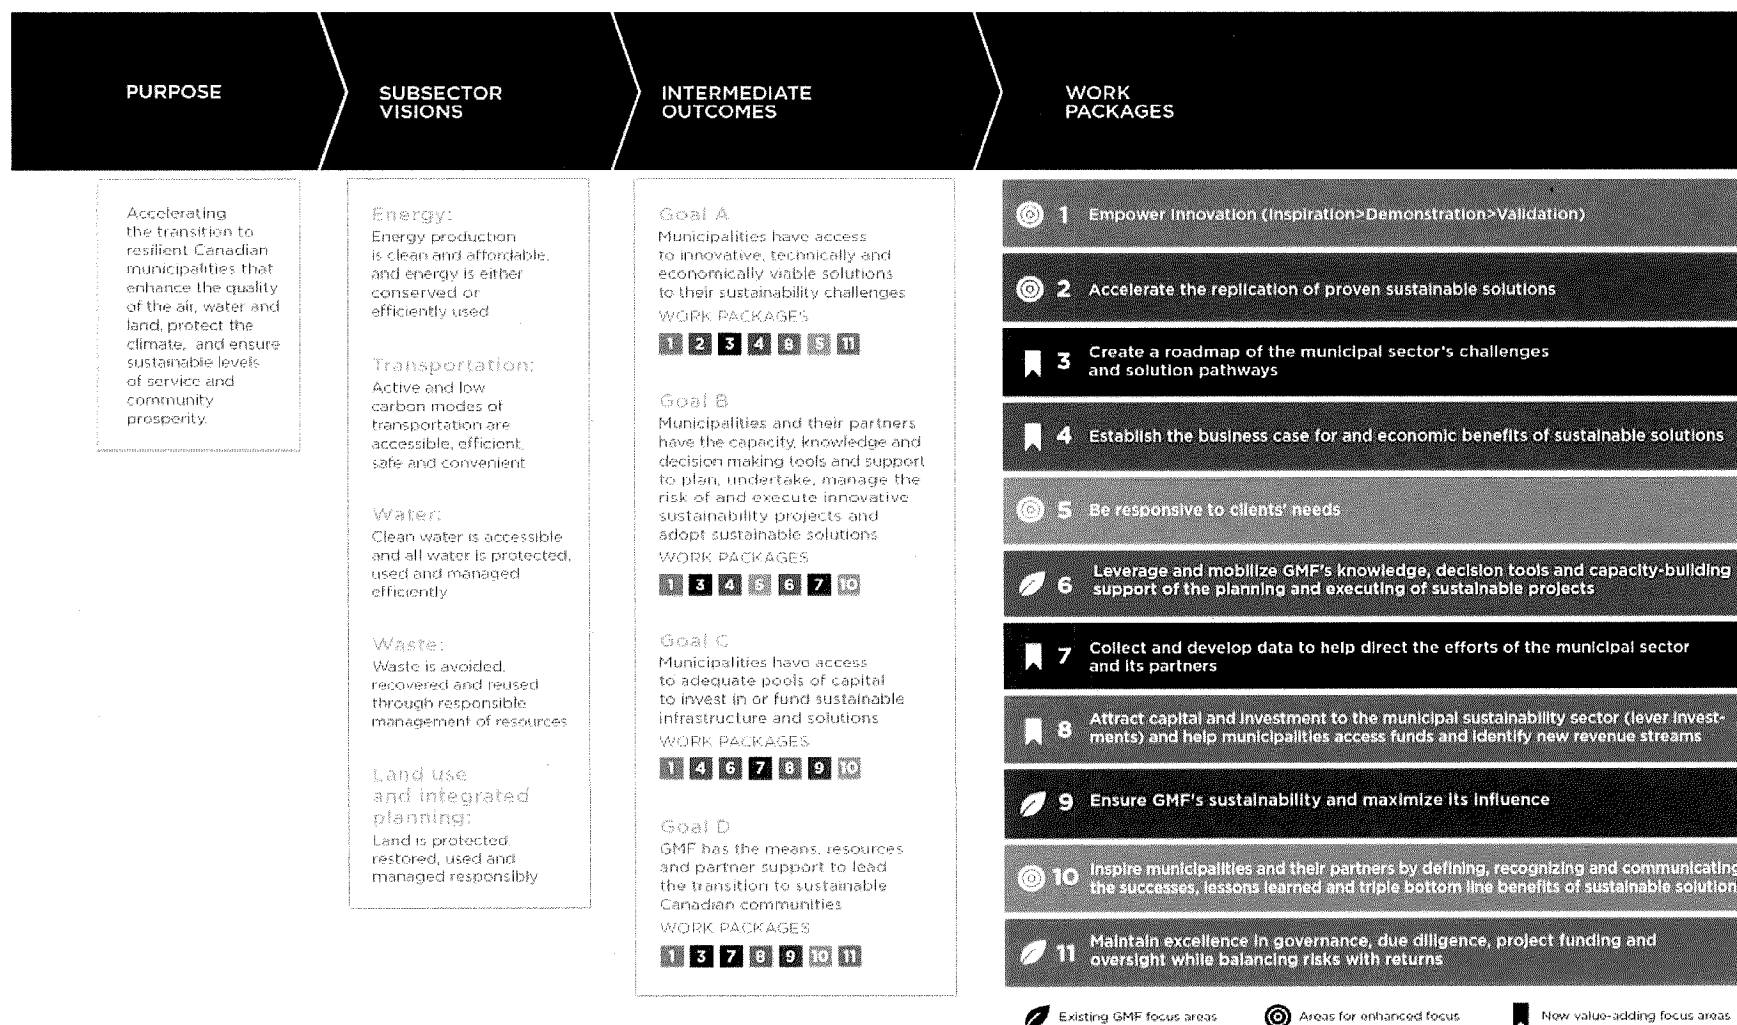 PURPOSE
SUBSECTOR
VISIONS
INTERMEDIATE
OUTCOMES
WORK
PACKAGES
Accelerating
the transition to
resilient Canadian
municipalities that
enhance the quality
of the air, water and
land, protect the
climate, and ensure
sustainable levels
of service and
community
prosperity.
Energy:
Energy production
is clean and affordable,
and energy is either
conserved or
efficiently used
Transportation:
Active and low
carbon modes of
transportation are
accessible, efficient,
safe and convenient
Water:
Clean water is accessible
and all water is protected,
used and managed
efficiently
Waste:
Waste is avoided,
recovered and reused
through responsible
management of resources
Land use
and integrated
planning:
Land is protected
restored, used and
managed responsibly
Goal A
Municipalities have access
to innovative, technically and
economically viable solutions
to their sustainability challenges
WORK PACKAGES
1 2 3 4 8 5 11
Goal B
Municipalities and their partners
have the capacity, knowledge and
decision making tools and support
to plan, undertake, manage the
risk of and execute innovative
sustainability projects and
adopt sustainable solutions
WORK PACKAGES
1 3 4 5 6 7 10
Goal C
Municipalities have access
to adequate pools of capital
to invest in or fund sustainable
infrastructure and solutions
WORK PACKAGES
1 4 6 7 8 9 10
Goal D
GMF has the means, resources
and partner support to lead
the transition to sustainable
Canadian communities
WORK PACKAGES
1 3 7 8 9 10 11
1 Empower Innovation (Inspiration>Demonstration>Validation)
2 Accelerate the replication of proven sustainable solutions
3 Create a roadmap of the municipal sector's challenges
and solution pathways
4 Establish the business case for and economic benefits of sustainable solutions
5 Be responsive to clients' needs
6 Leverage and mobilize GMF's knowledge, decision tools and capacity-building
support of the planning and executing of sustainable projects
7 Collect and develop data to help direct the efforts of the municipal sector
and its partners
8 Attract capital and investment to the municipal sustainability sector (lever invest-
ments) and help municipalities access funds and identify new revenue streams
9 Ensure GMF's sustainability and maximize its influence
10 Inspire municipalities and their partners by defining, recognizing and communicating
the successes, lessons learned and triple bottom line benefits of sustainable solution
11 Maintain excellence in governance, due diligence, project funding and
oversight while balancing risks with returns
Existing GMF focus areas
Areas for enhanced focus
New value-adding focus areas